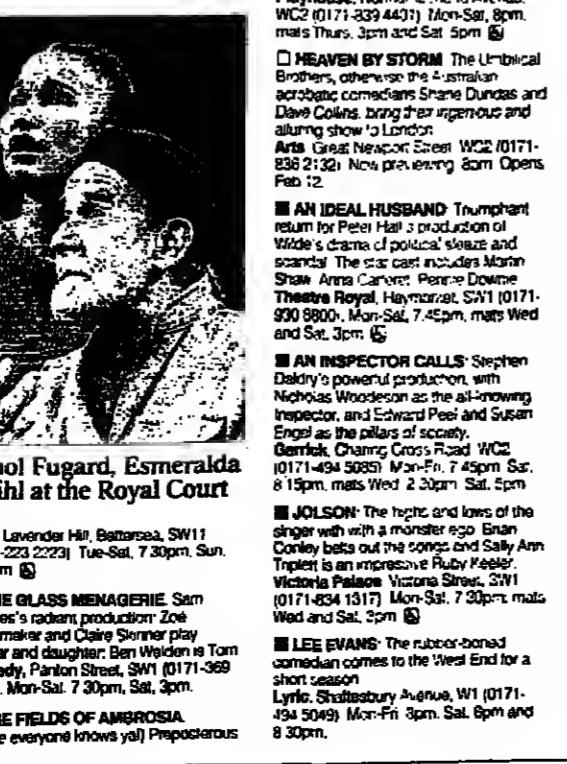 nol Fugard, Esmeralda
ihl at the Royal Court
Lavender Hill, Battersea, SW11
-223 2223) Tue-Sat, 7 30pm, Sun.
m
E GLASS MENAGERIE. Sam
es's radiant production: Zoë
maker and Claire Skinner play
er and daughter: Ben Walden is Tom
edy, Panton Street, SW1 (0171-369
Mon-Sat. 7 30pm, Sat, 3pm.
E FIELDS OF AMBROSIA
e everyone knows ya!) Preposterous
WC2 (0171-839 4401) Mon-Sat, 8pm.
mats Thurs, 3pm and Sat 5pm
HEAVEN BY STORM The Umbilical
Brothers, otherwise the Australian
acrobatic comedians Shane Dundas and
Dave Collins, bring their ingenious and
alluring show to London
Arts Great Newport Street WC2 (0171-
836 2132) Now previewing 8pm Opens
Feb 12
AN IDEAL HUSBAND Triumphant
return for Peter Hall's production of
Wilde's drama of political sleaze and
scandal The star cast includes Martin
Shaw Anna Carteret Pennie Downie
Theatre Royal, Haymarket, SW1 (0171-
930 8800). Mon-Sat, 7.45pm, mats Wed
and Sat, 3pm
AN INSPECTOR CALLS: Stephen
Daldry's powerful production, with
Nicholas Woodeson as the all-knowing
Inspector, and Edward Peel and Susan
Engel as the pillars of society.
Garrick, Charing Cross Road WC2
(0171-494 5085) Mon-Fri, 7 45pm Sat,
8 15pm, mats Wed 2 30pm Sat, 5pm
JOLSON: The highs and lows of the
singer with with a monster ego Brian
Conley belts out the songs and Sally Ann
Triplett is an impressive Ruby Keeler.
Victoria Palace Victoria Street, SW1
(0171-834 1317) Mon-Sat, 7 30pm: mats
Wed and Sat, 3pm
LEE EVANS: The rubber-boned
comedian comes to the West End for a
short season
Lyric, Shaftesbury Avenue, W1 (0171-
494 5049) Mon-Fri 8pm. Sat, 6pm and
8 30pm.